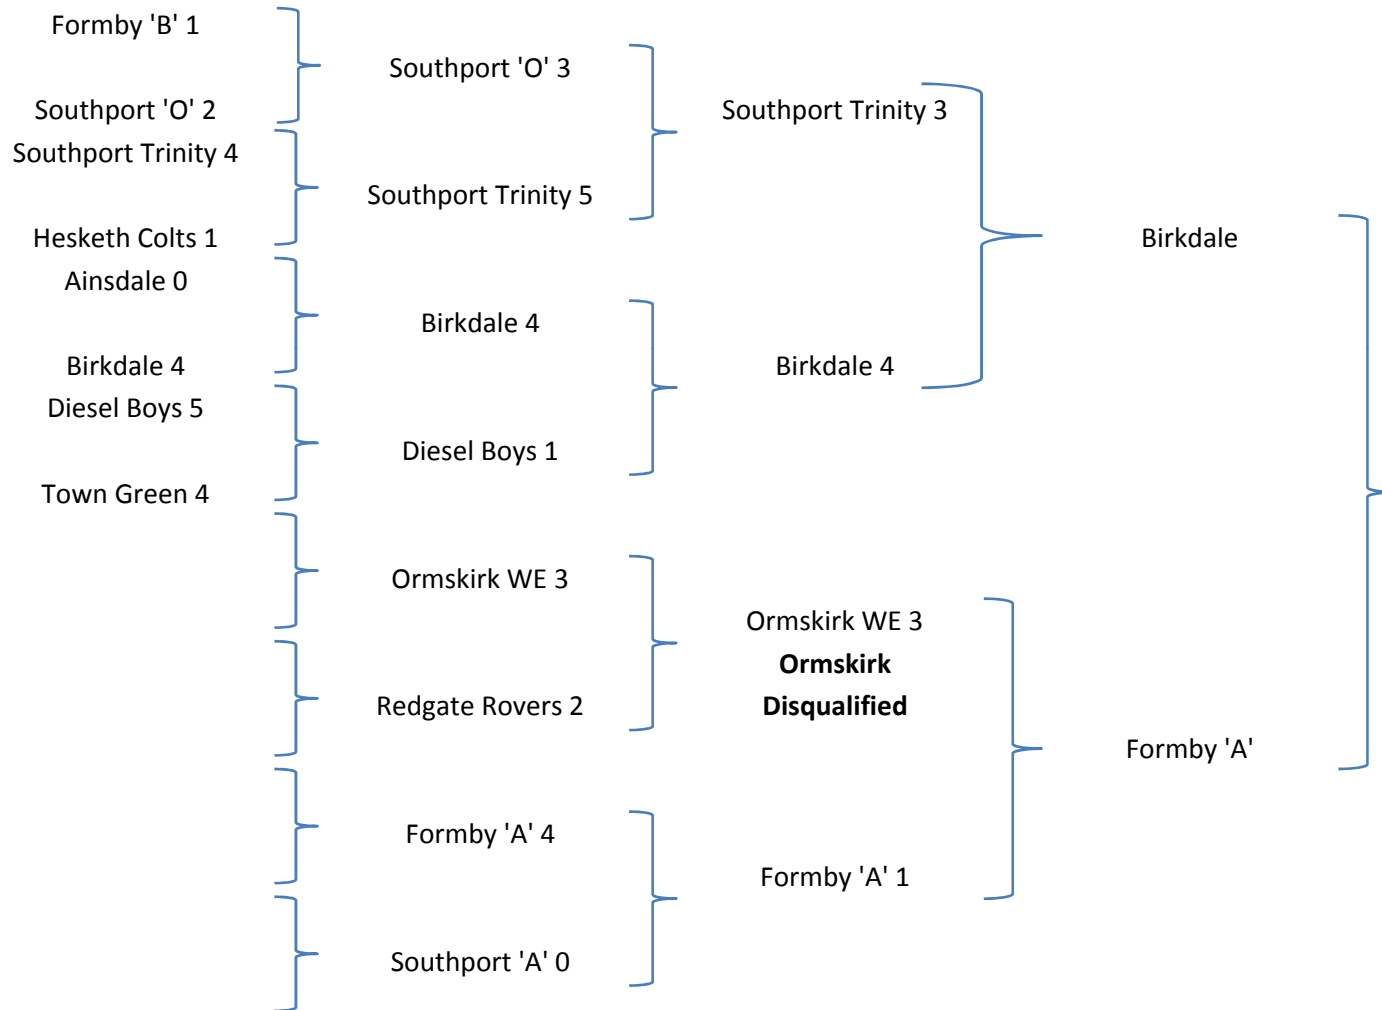 Formby 'B' 1
Southport 'O' 2
Southport Trinity 4
Hesketh Colts 1
Ainsdale 0
Birkdale 4
Diesel Boys 5
Town Green 4
Southport 'O' 3
Southport Trinity 5
Birkdale 4
Diesel Boys 1
Ormskirk WE 3
Redgate Rovers 2
Formby 'A' 4
Southport 'A' 0
Southport Trinity 3
Birkdale 4
Ormskirk WE 3
Ormskirk
Disqualified
Formby 'A' 1
Birkdale
Formby 'A'